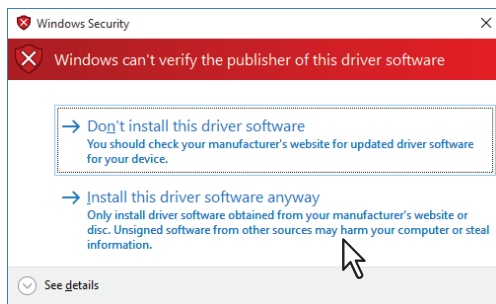 Windows Security
Windows can't verify the publisher of this driver software
Don't install this driver software
You should check your manufacturer's website for updated driver software
for your device.
Install this driver software anyway
Only install driver software obtained from your manufacturer's website or
disc. Unsigned software from other sources may harm your computer or steal
information.
See details